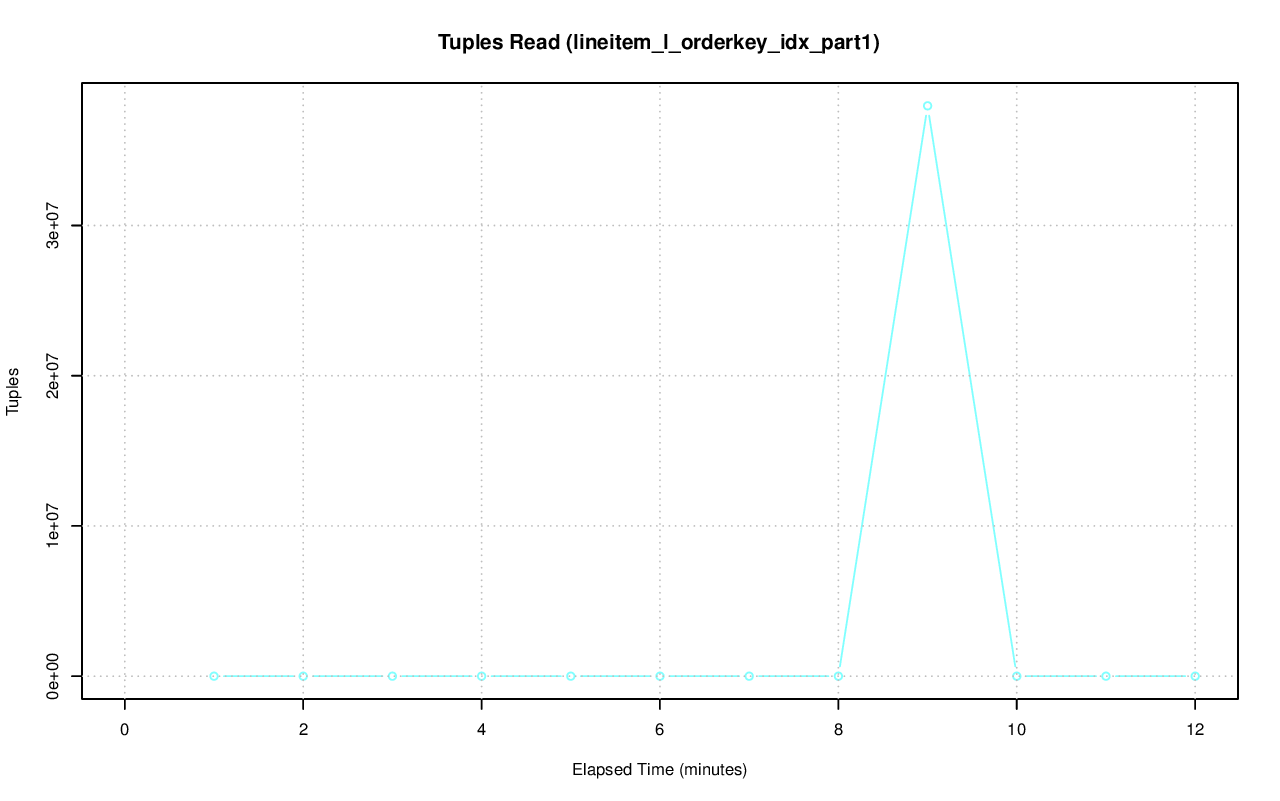 Tuples Read (lineitem_l_orderkey_idx_part1)
Tuples
3e+07
2e+07
1e+07
0e+00
0 2 4 6 8 10 12
Elapsed Time (minutes)